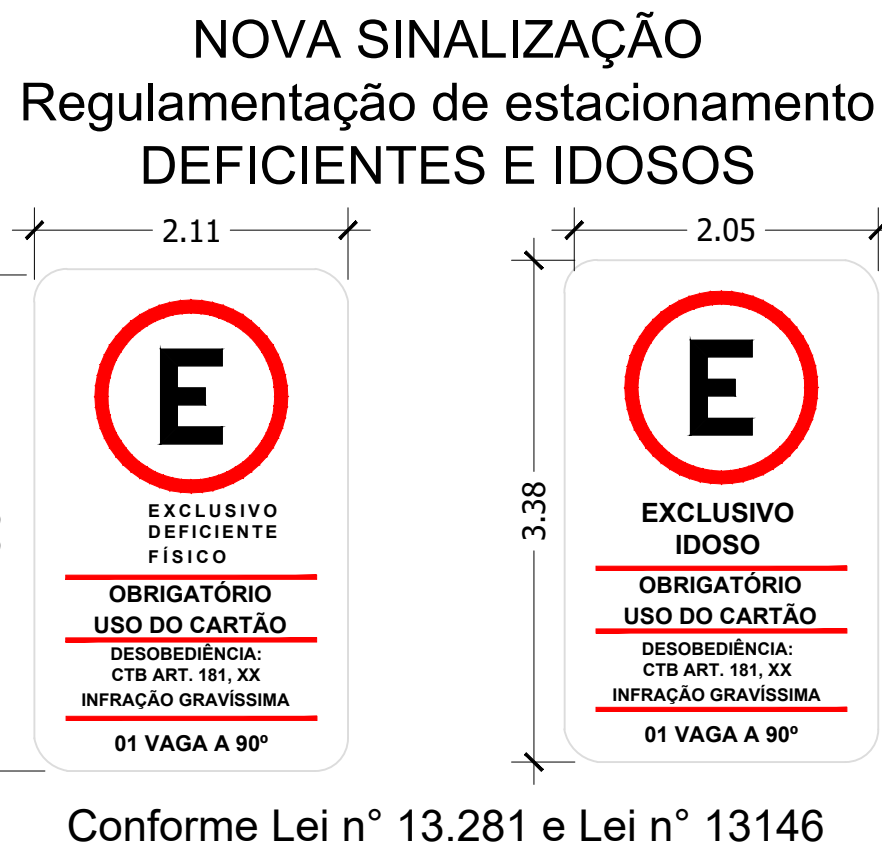 NOVA SINALIZAÇÃO
Regulamentação de estacionamento
DEFICIENTES E IDOSOS
2.11
E
EXCLUSIVO
DEFICIENTE
FÍSICO
OBRIGATÓRIO
USO DO CARTÃO
DESOBEDIÊNCIA:
CTB ART. 181, XX
INFRAÇÃO GRAVÍSSIMA
01 VAGA A 90º
2.05
3.38
E
EXCLUSIVO
IDOSO
OBRIGATÓRIO
USO DO CARTÃO
DESOBEDIÊNCIA:
CTB ART. 181, XX
INFRAÇÃO GRAVÍSSIMA
01 VAGA A 90º
Conforme Lei n° 13.281 e Lei n° 13146